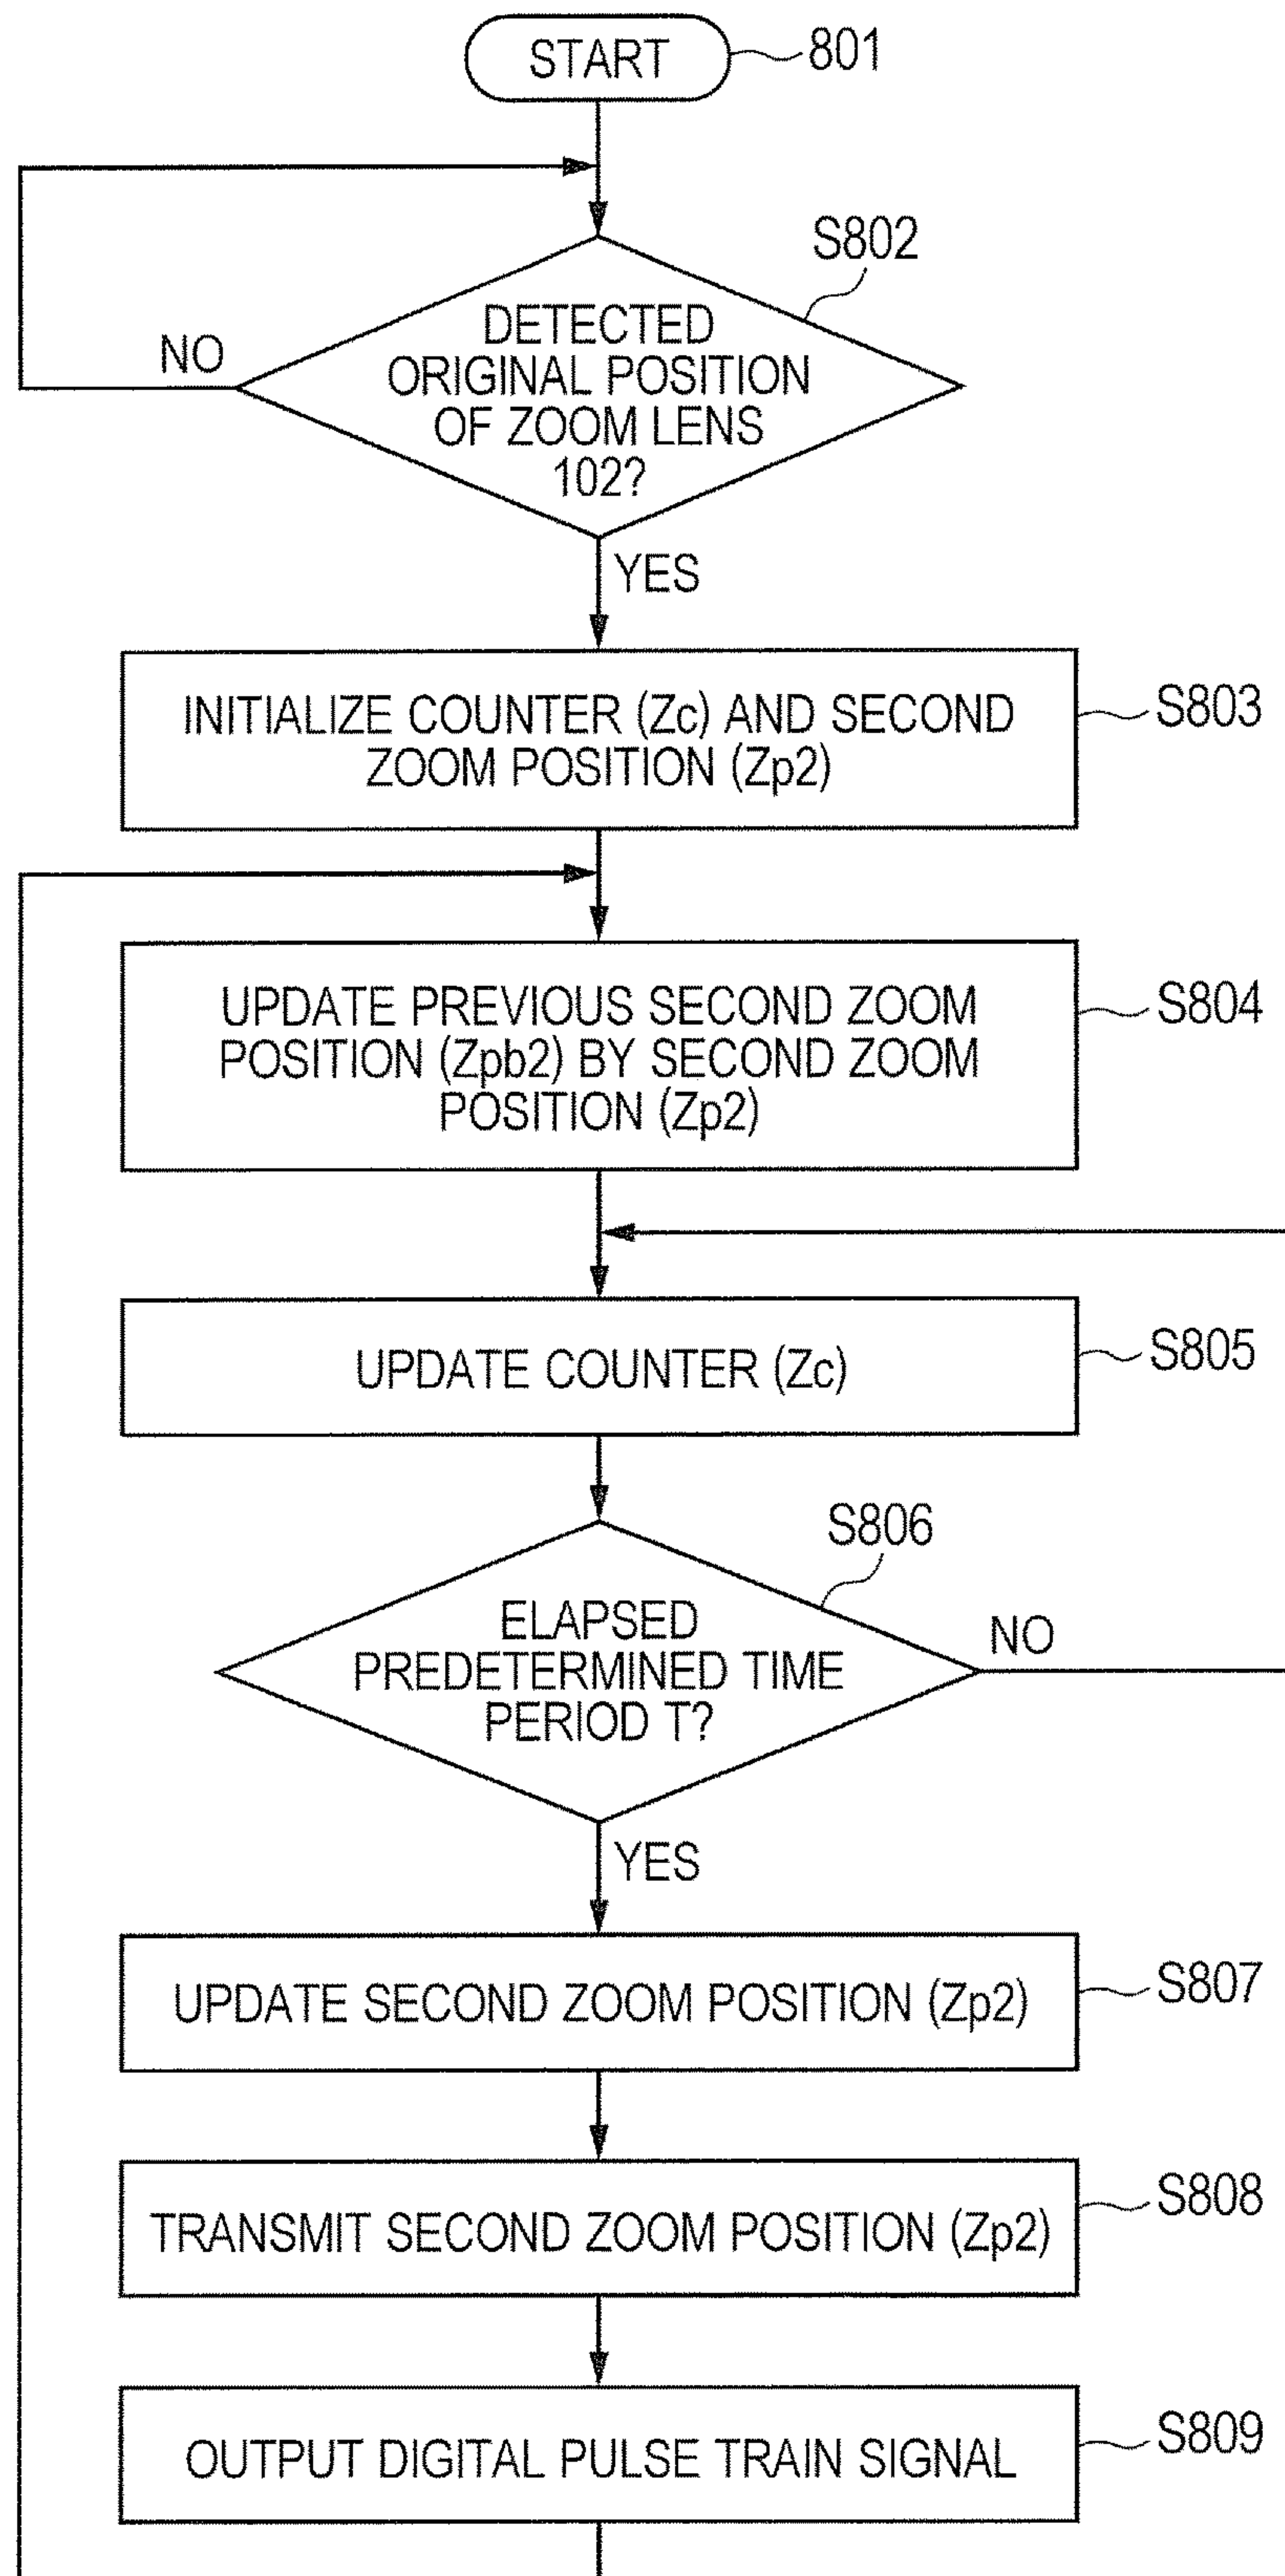 START
801
S802
DETECTED
ORIGINAL POSITION
OF ZOOM LENS
102?
NO
YES
INITIALIZE COUNTER (Zc) AND SECOND
ZOOM POSITION (Zp2)
S803
UPDATE PREVIOUS SECOND ZOOM
POSITION (Zpb2) BY SECOND ZOOM
POSITION (Zp2)
S804
UPDATE COUNTER (Zc)
S805
S806
ELAPSED
PREDETERMINED TIME
PERIOD T?
NO
YES
UPDATE SECOND ZOOM POSITION (Zp2)
S807
TRANSMIT SECOND ZOOM POSITION (Zp2)
S808
OUTPUT DIGITAL PULSE TRAIN SIGNAL
S809